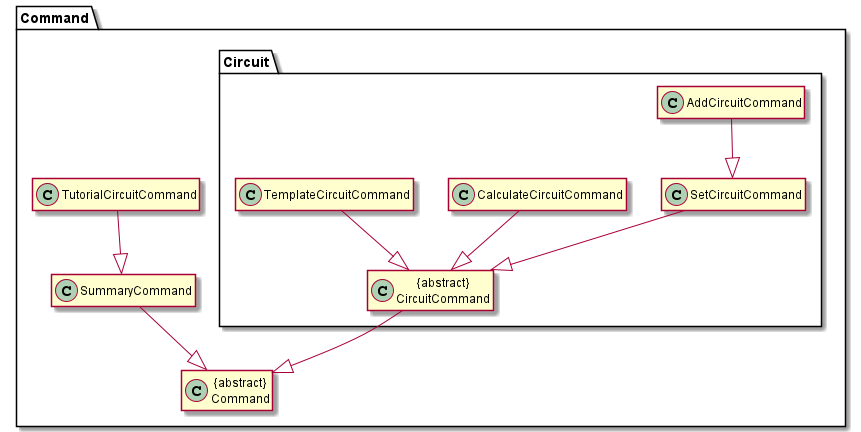 Command
Circuit
C AddCircuitCommand
C TutorialCircuitCommand
C TemplateCircuitCommand
C CalculateCircuitCommand
C SetCircuitCommand
C SummaryCommand
C {abstract}
CircuitCommand
C {abstract}
Command